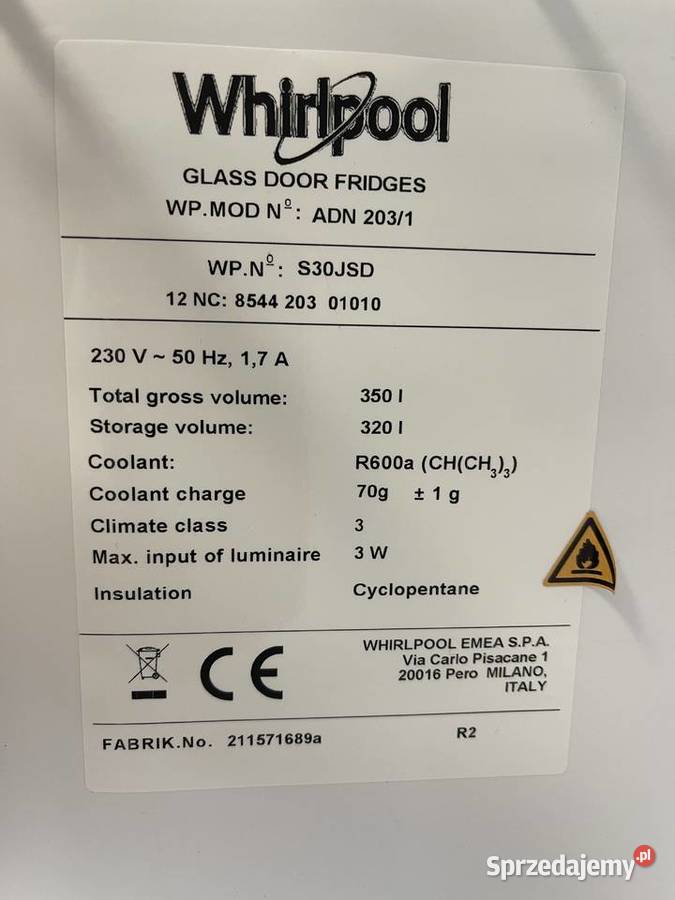 Whirlpool
GLASS DOOR FRIDGES
WP.MOD Nº: ADN 203/1
WP.Nº: S30JSD
12 NC: 8544 203 01010
230 V ~ 50 Hz, 1,7 A
Total gross volume: 350 l
Storage volume: 320 l
Coolant: R600a (CH(CH₃)₃)
Coolant charge 70g ± 1 g
Climate class 3
Max. input of luminaire 3 W
Insulation Cyclopentane
CE
WHIRLPOOL EMEA S.P.A.
Via Carlo Pisacane 1
20016 Pero MILANO,
ITALY
FABRIK.No. 211571689a R2
Sprzedajemy.pl